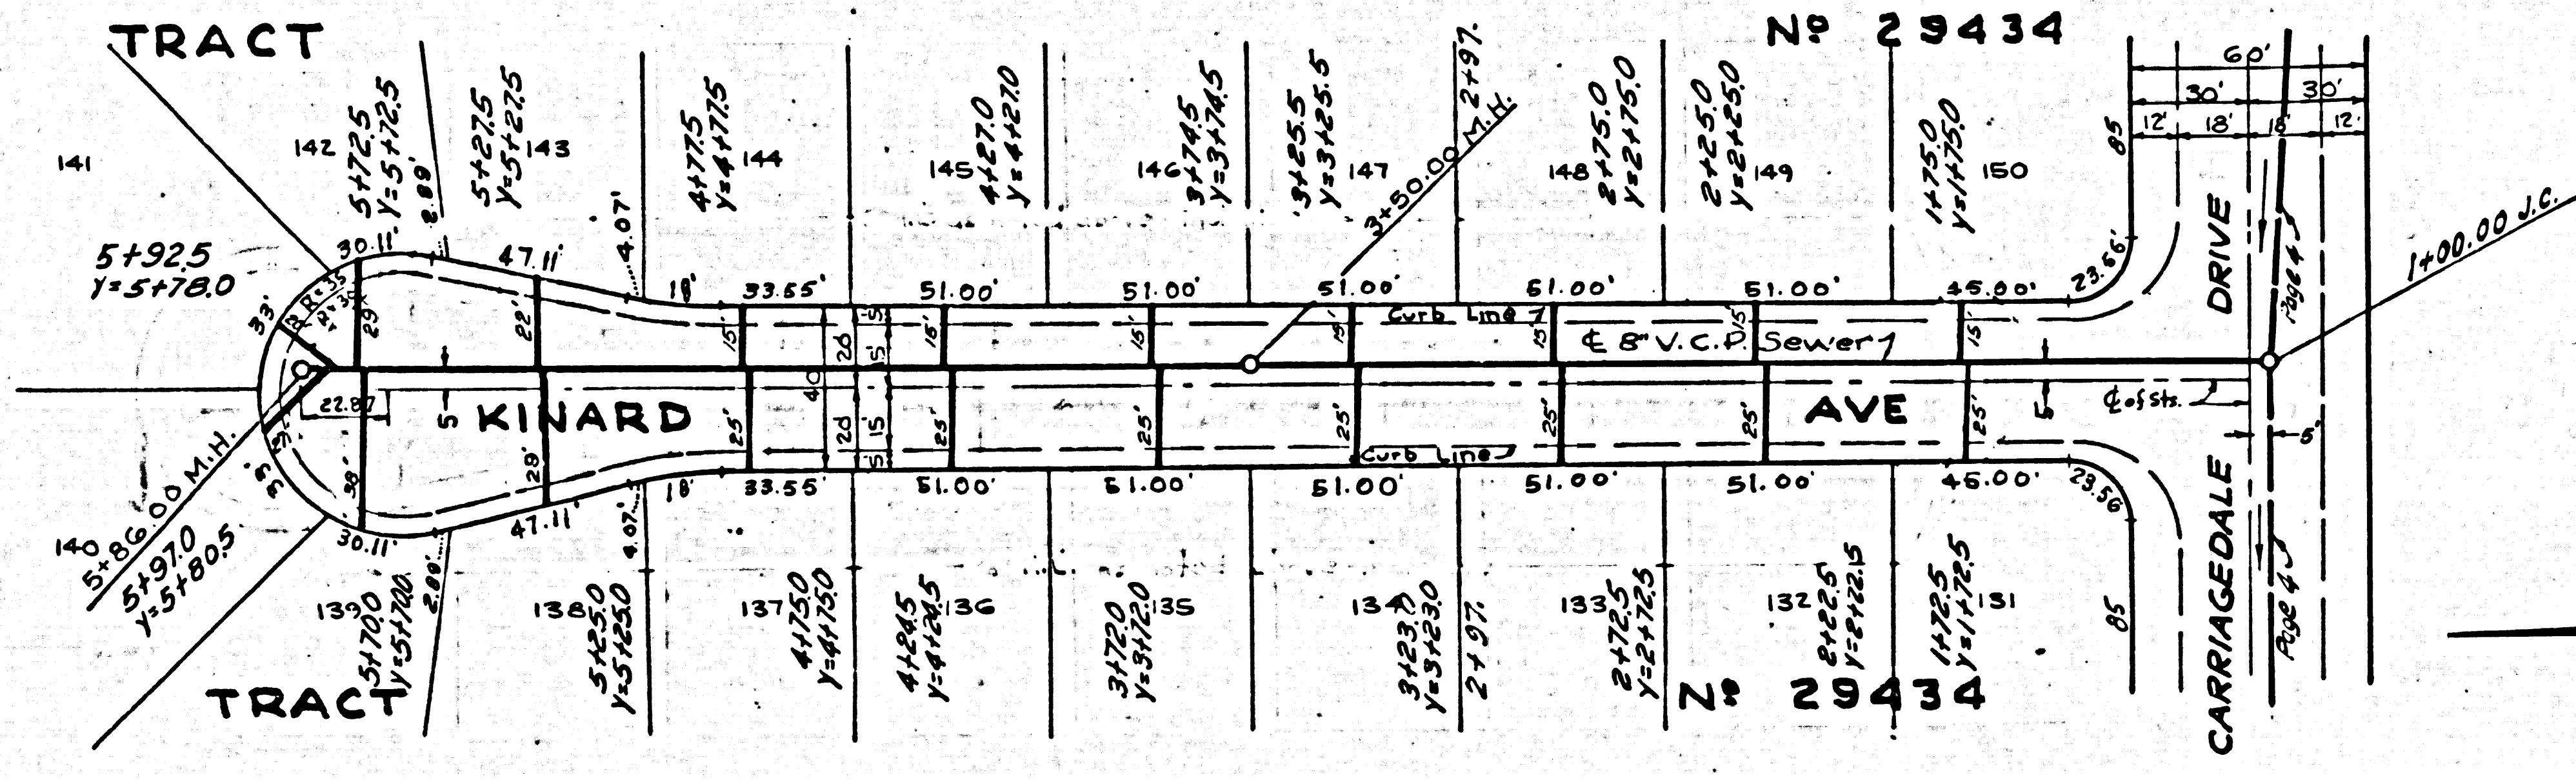 TRACT
Nº 29434
141
142
5+72.5
y=5+72.5
2.89'
5+27.5
y=5+27.5
143
4.07'
4+77.5
y=4+77.5
144
145
4+27.0
y=4+27.0
146
3+74.5
y=3+74.5
3+25.5
y=3+25.5
147
2+97.
3+50.00 M.H.
148
2+75.0
y=2+75.0
2+25.0
y=2+25.0
149
1+75.0
y=1+75.0
150
85
60'
30'
30'
12'
18'
18'
12'
DRIVE
Page 4
1+00.00 J.C.
5+92.5
y=5+78.0
33'
30.11'
47.11'
18'
33.55'
51.00'
51.00'
51.00'
51.00'
51.00'
45.00'
23.56'
R=35'
R=30'
29'
22'
15'
20'
5'
15'
15'
15'
15'
Curb Line
15'
15'
15'
℄ 8" V.C.P. Sewer
22.87
5'
KINARD
40'
AVE
5'
℄ of Sts.
5'
38'
28'
25'
20'
15'
5'
25'
25'
25'
25'
25'
25'
Curb Line
33'
30.11'
47.11'
18'
33.55'
51.00'
51.00'
51.00'
51.00'
51.00'
45.00'
23.56'
140
5+86.00 M.H.
5+97.0
y=5+80.5
139
5+70.0
y=5+70.0
2.89'
138
5+25.0
y=5+25.0
4.07'
137
4+75.0
y=4+75.0
4+24.5
y=4+24.5
136
3+72.0
y=3+72.0
135
134
3+23.0
y=3+23.0
2+97.
133
2+72.5
y=2+72.5
132
2+22.5
y=2+22.5
1+72.5
y=1+72.5
131
85
CARRIAGEDALE
Page 4
TRACT
Nº 29434